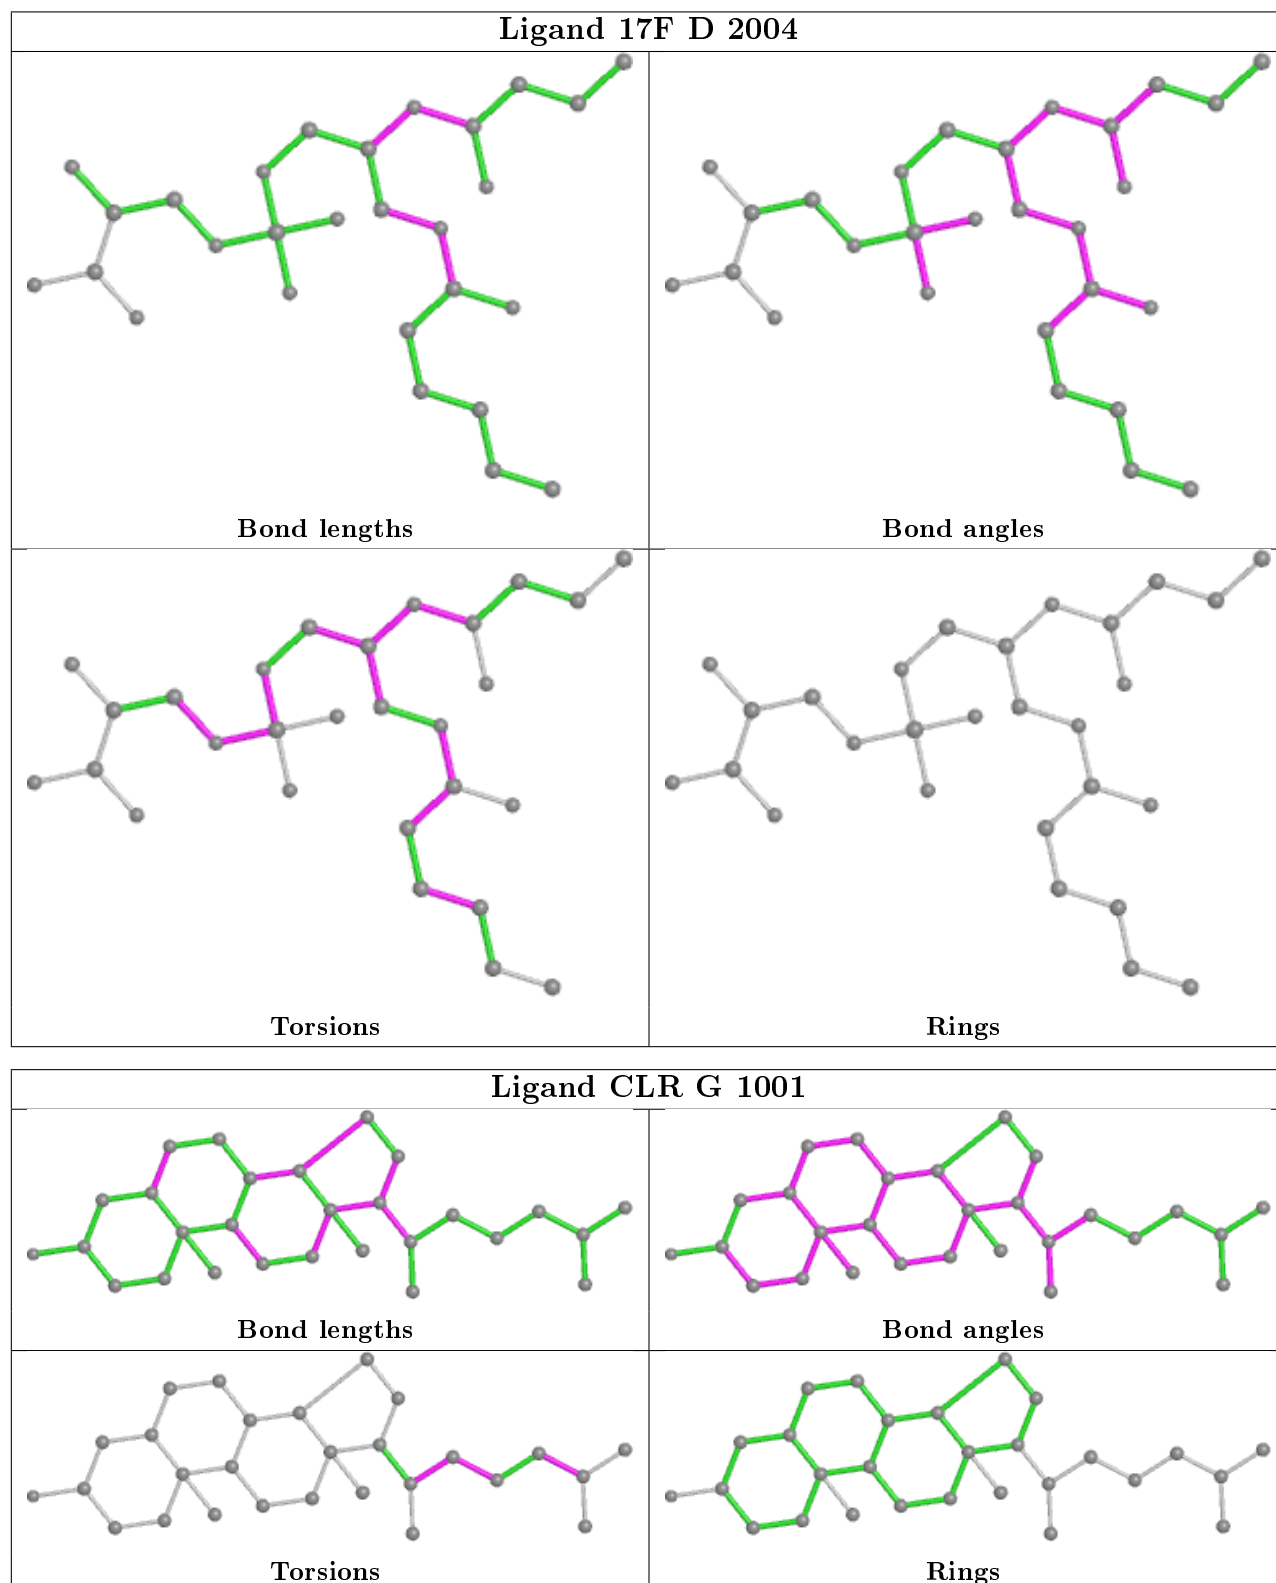 Ligand 17F D 2004
Bond lengths
Bond angles
Torsions
Rings
Ligand CLR G 1001
Bond lengths
Bond angles
Torsions
Rings